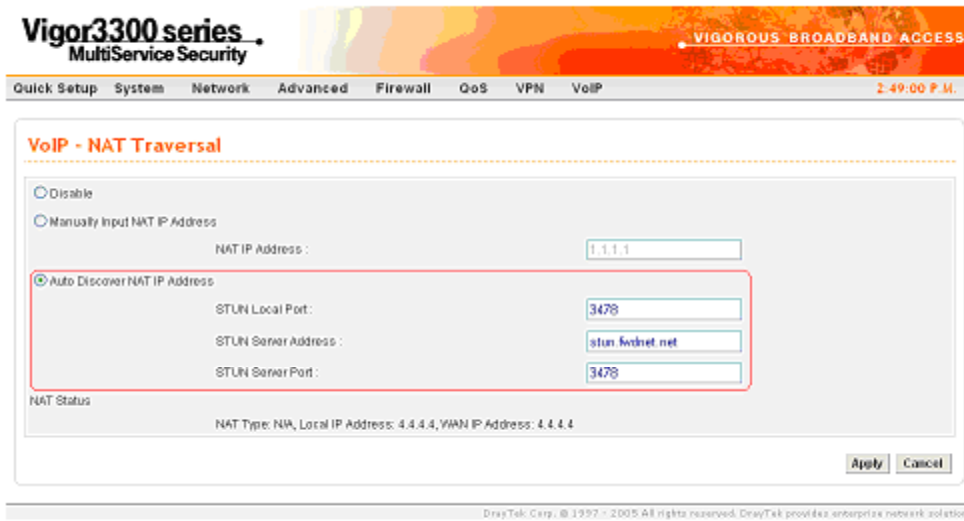 Vigor3300 series
MultiService Security
VIGOROUS BROADBAND ACCESS
Quick Setup System Network Advanced Firewall QoS VPN VoIP 2:49:00 P.M.
VoIP - NAT Traversal
Disable
Manually Input NAT IP Address
NAT IP Address : 1.1.1.1
Auto Discover NAT IP Address
STUN Local Port : 3478
STUN Server Address : stun.fwdnet.net
STUN Server Port : 3478
NAT Status
NAT Type: N/A, Local IP Address: 4.4.4.4, WAN IP Address: 4.4.4.4
Apply Cancel
DrayTek Corp. © 1997 - 2005 All rights reserved. DrayTek provides enterprise network solutio